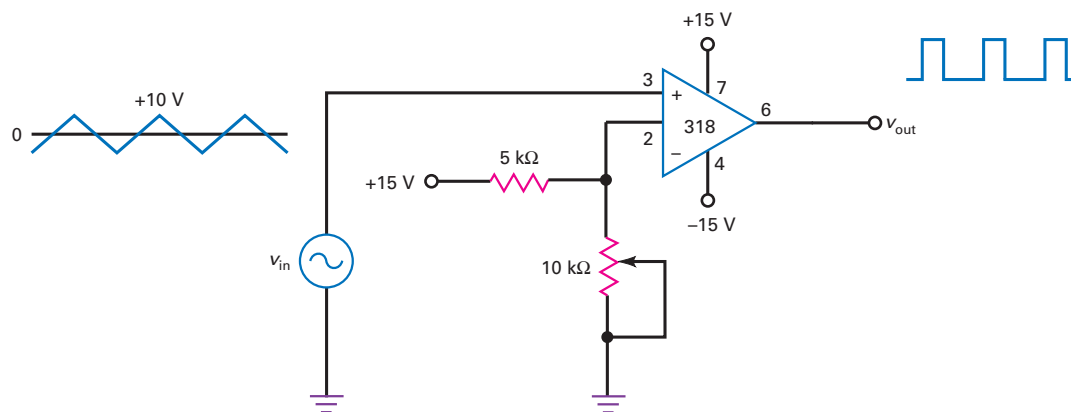 +15 V
3
7
+
+10 V
6
0
318
v_out
2
–
4
5 kΩ
+15 V
–15 V
v_in
10 kΩ